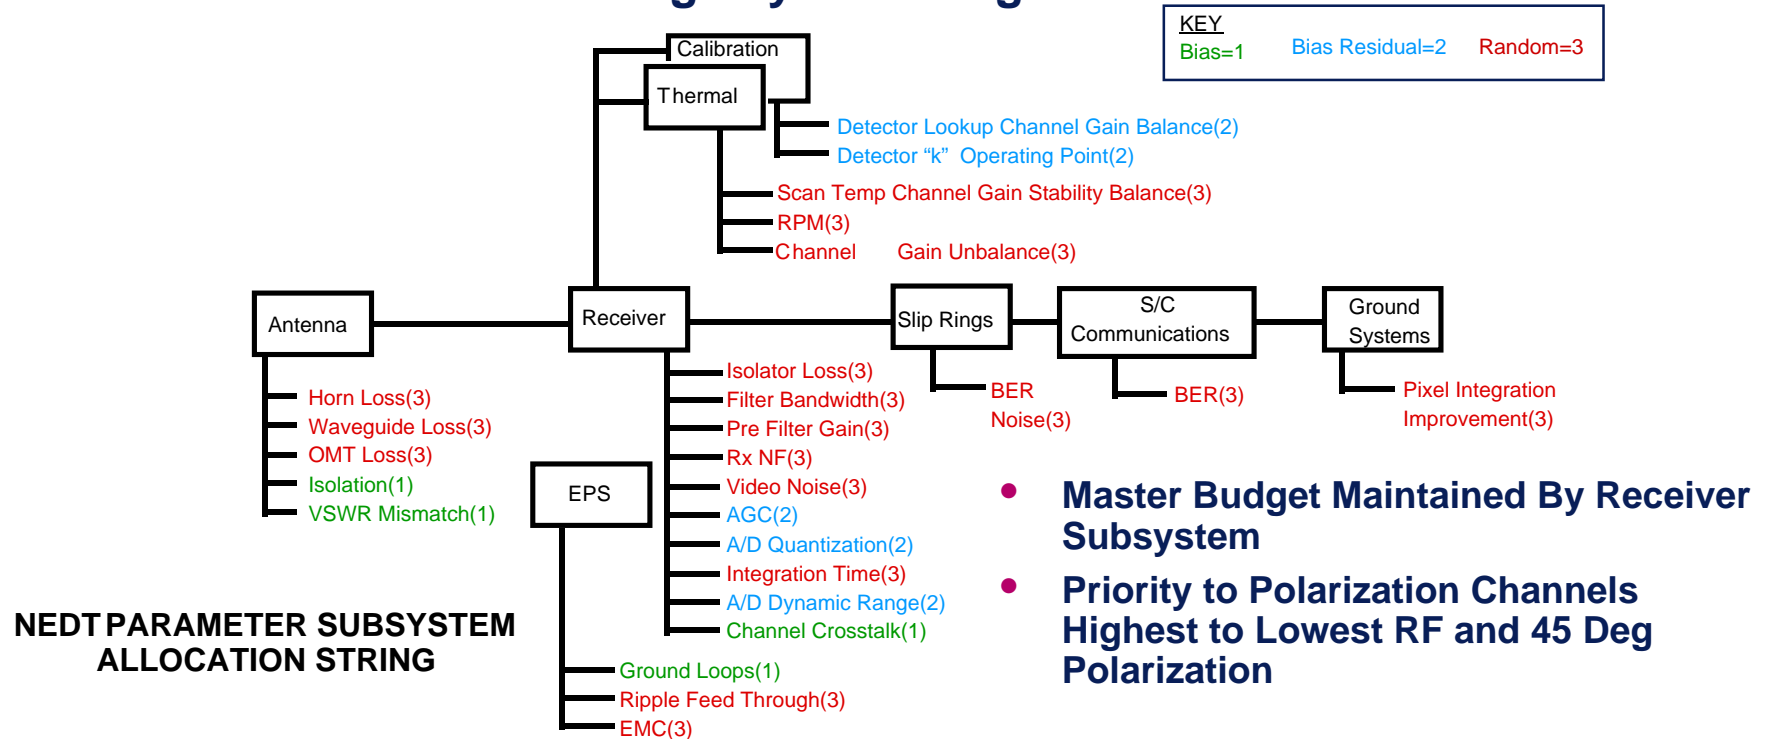 KEY
Bias=1 Bias Residual=2 Random=3
Calibration
Thermal
Detector Lookup Channel Gain Balance(2)
Detector “k” Operating Point(2)
Scan Temp Channel Gain Stability Balance(3)
RPM(3)
Channel Gain Unbalance(3)
Antenna
Receiver
Slip Rings
S/C
Communications
Ground
Systems
Horn Loss(3)
Waveguide Loss(3)
OMT Loss(3)
Isolation(1)
VSWR Mismatch(1)
Isolator Loss(3)
Filter Bandwidth(3)
Pre Filter Gain(3)
Rx NF(3)
Video Noise(3)
AGC(2)
A/D Quantization(2)
Integration Time(3)
A/D Dynamic Range(2)
Channel Crosstalk(1)
BER
Noise(3)
BER(3)
Pixel Integration
Improvement(3)
EPS
Ground Loops(1)
Ripple Feed Through(3)
EMC(3)
• Master Budget Maintained By Receiver
Subsystem
• Priority to Polarization Channels
Highest to Lowest RF and 45 Deg
Polarization
NEDT PARAMETER SUBSYSTEM
ALLOCATION STRING